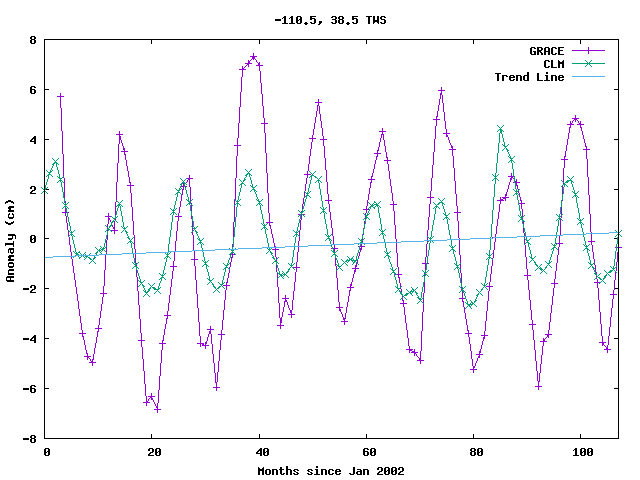 -110.5, 38.5 TWS
GRACE
CLM
Trend Line
Anomaly (cm)
8
6
4
2
0
-2
-4
-6
-8
0 20 40 60 80 100
Months since Jan 2002